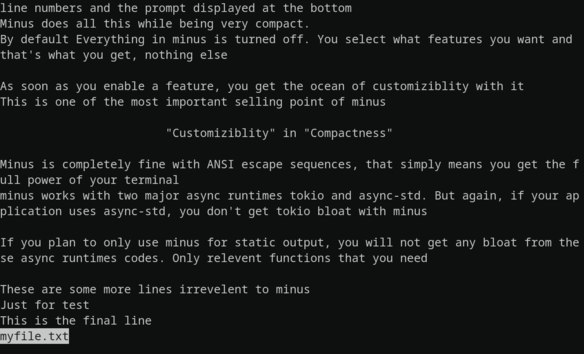 line numbers and the prompt displayed at the bottom
Minus does all this while being very compact.
By default Everything in minus is turned off. You select what features you want and
that's what you get, nothing else
As soon as you enable a feature, you get the ocean of customiziblity with it
This is one of the most important selling point of minus
"Customiziblity" in "Compactness"
Minus is completely fine with ANSI escape sequences, that simply means you get the f
ull power of your terminal
minus works with two major async runtimes tokio and async-std. But again, if your ap
plication uses async-std, you don't get tokio bloat with minus
If you plan to only use minus for static output, you will not get any bloat from the
se async runtimes codes. Only relevent functions that you need
These are some more lines irrevelent to minus
Just for test
This is the final line
myfile.txt